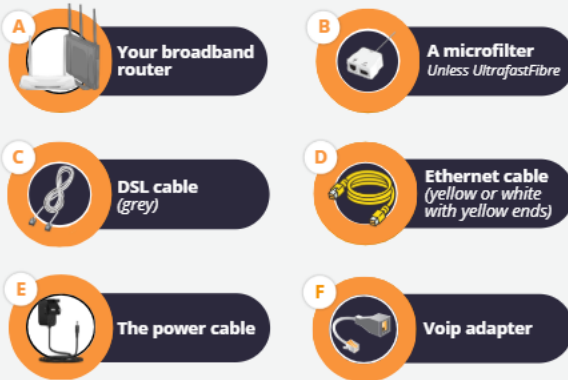 A
Your broadband
router
B
A microfilter
Unless UltrafastFibre
C
DSL cable
(grey)
D
Ethernet cable
(yellow or white
with yellow ends)
E
The power cable
F
Voip adapter